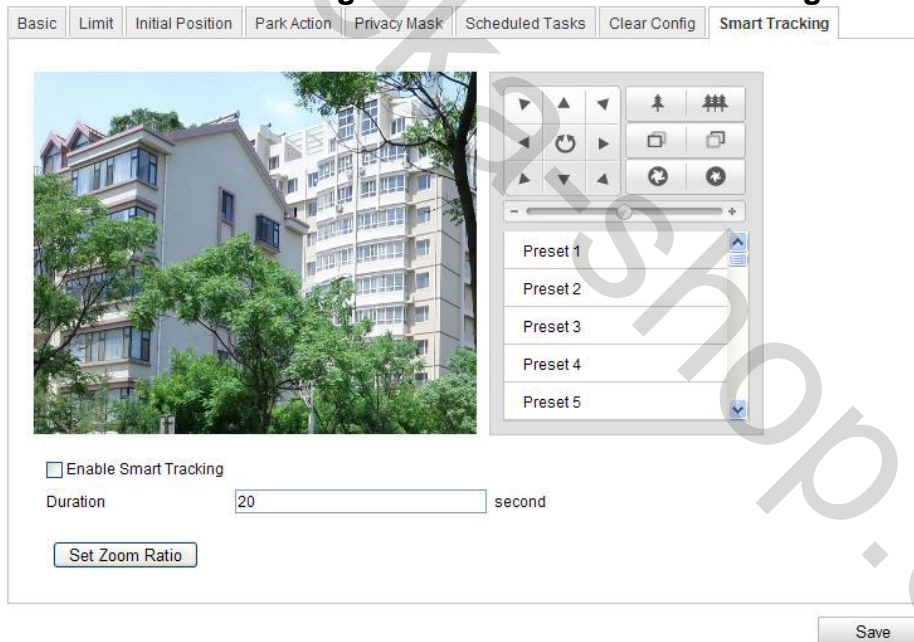 Basic Limit Initial Position Park Action Privacy Mask Scheduled Tasks Clear Config Smart Tracking
Preset 1
Preset 2
Preset 3
Preset 4
Preset 5
Enable Smart Tracking
Duration 20 second
Set Zoom Ratio
Save